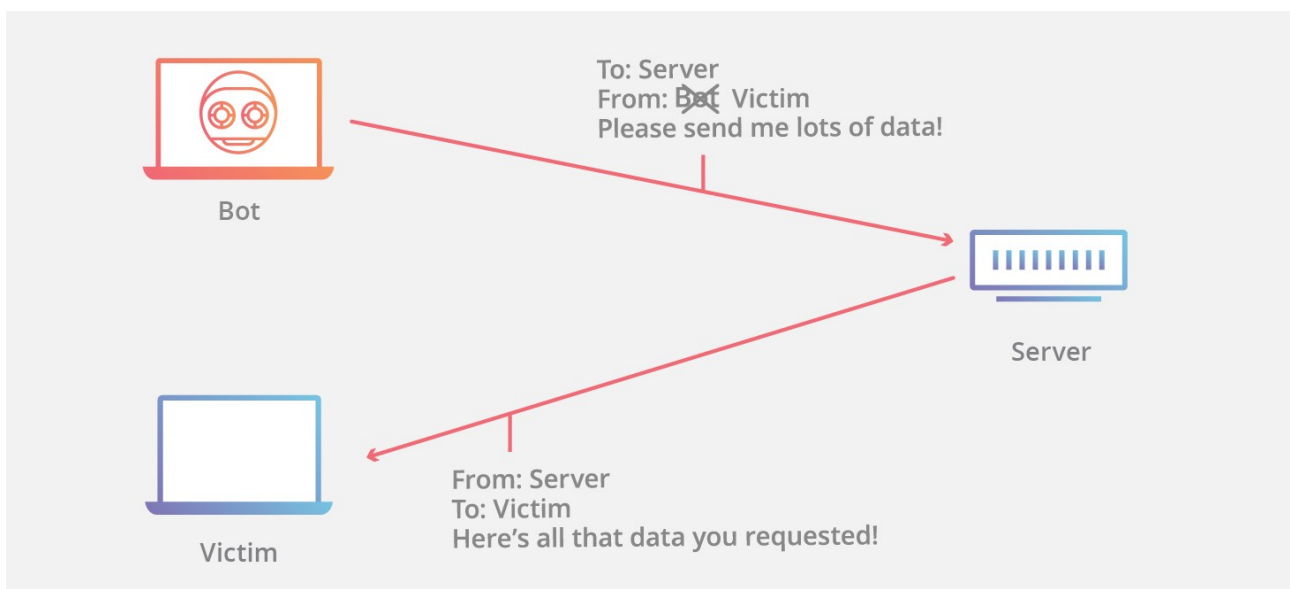 To: Server
From: Bot Victim
Please send me lots of data!
Bot
Server
From: Server
To: Victim
Here's all that data you requested!
Victim